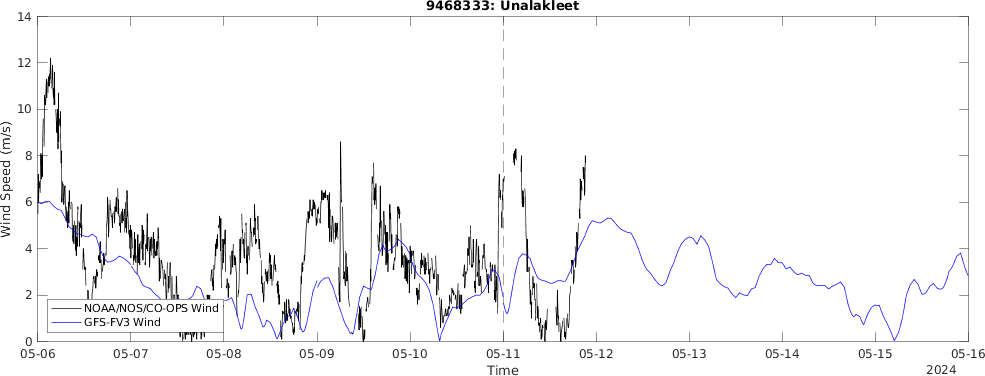 9468333: Unalakleet
14
12
10
8
6
4
2
0
Wind Speed (m/s)
NOAA/NOS/CO-OPS Wind
GFS-FV3 Wind
05-06 05-07 05-08 05-09 05-10 05-11 05-12 05-13 05-14 05-15 05-16
Time
2024